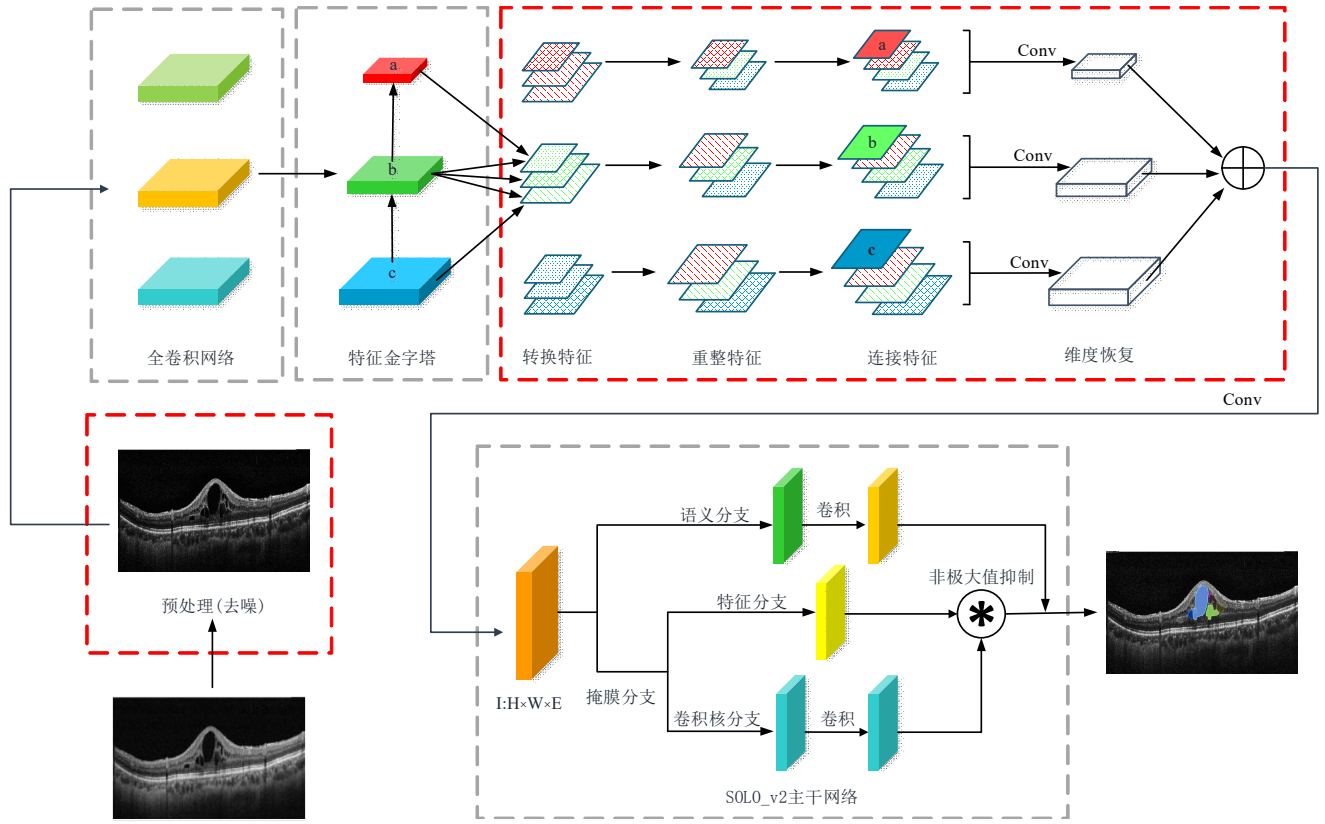 a
b
c
全卷积网络
特征金字塔
转换特征
重整特征
a
b
c
连接特征
Conv
Conv
Conv
维度恢复
Conv
预处理(去噪)
I:H×W×E
语义分支
卷积
特征分支
掩膜分支
卷积核分支
卷积
非极大值抑制
*
SOLO_v2主干网络